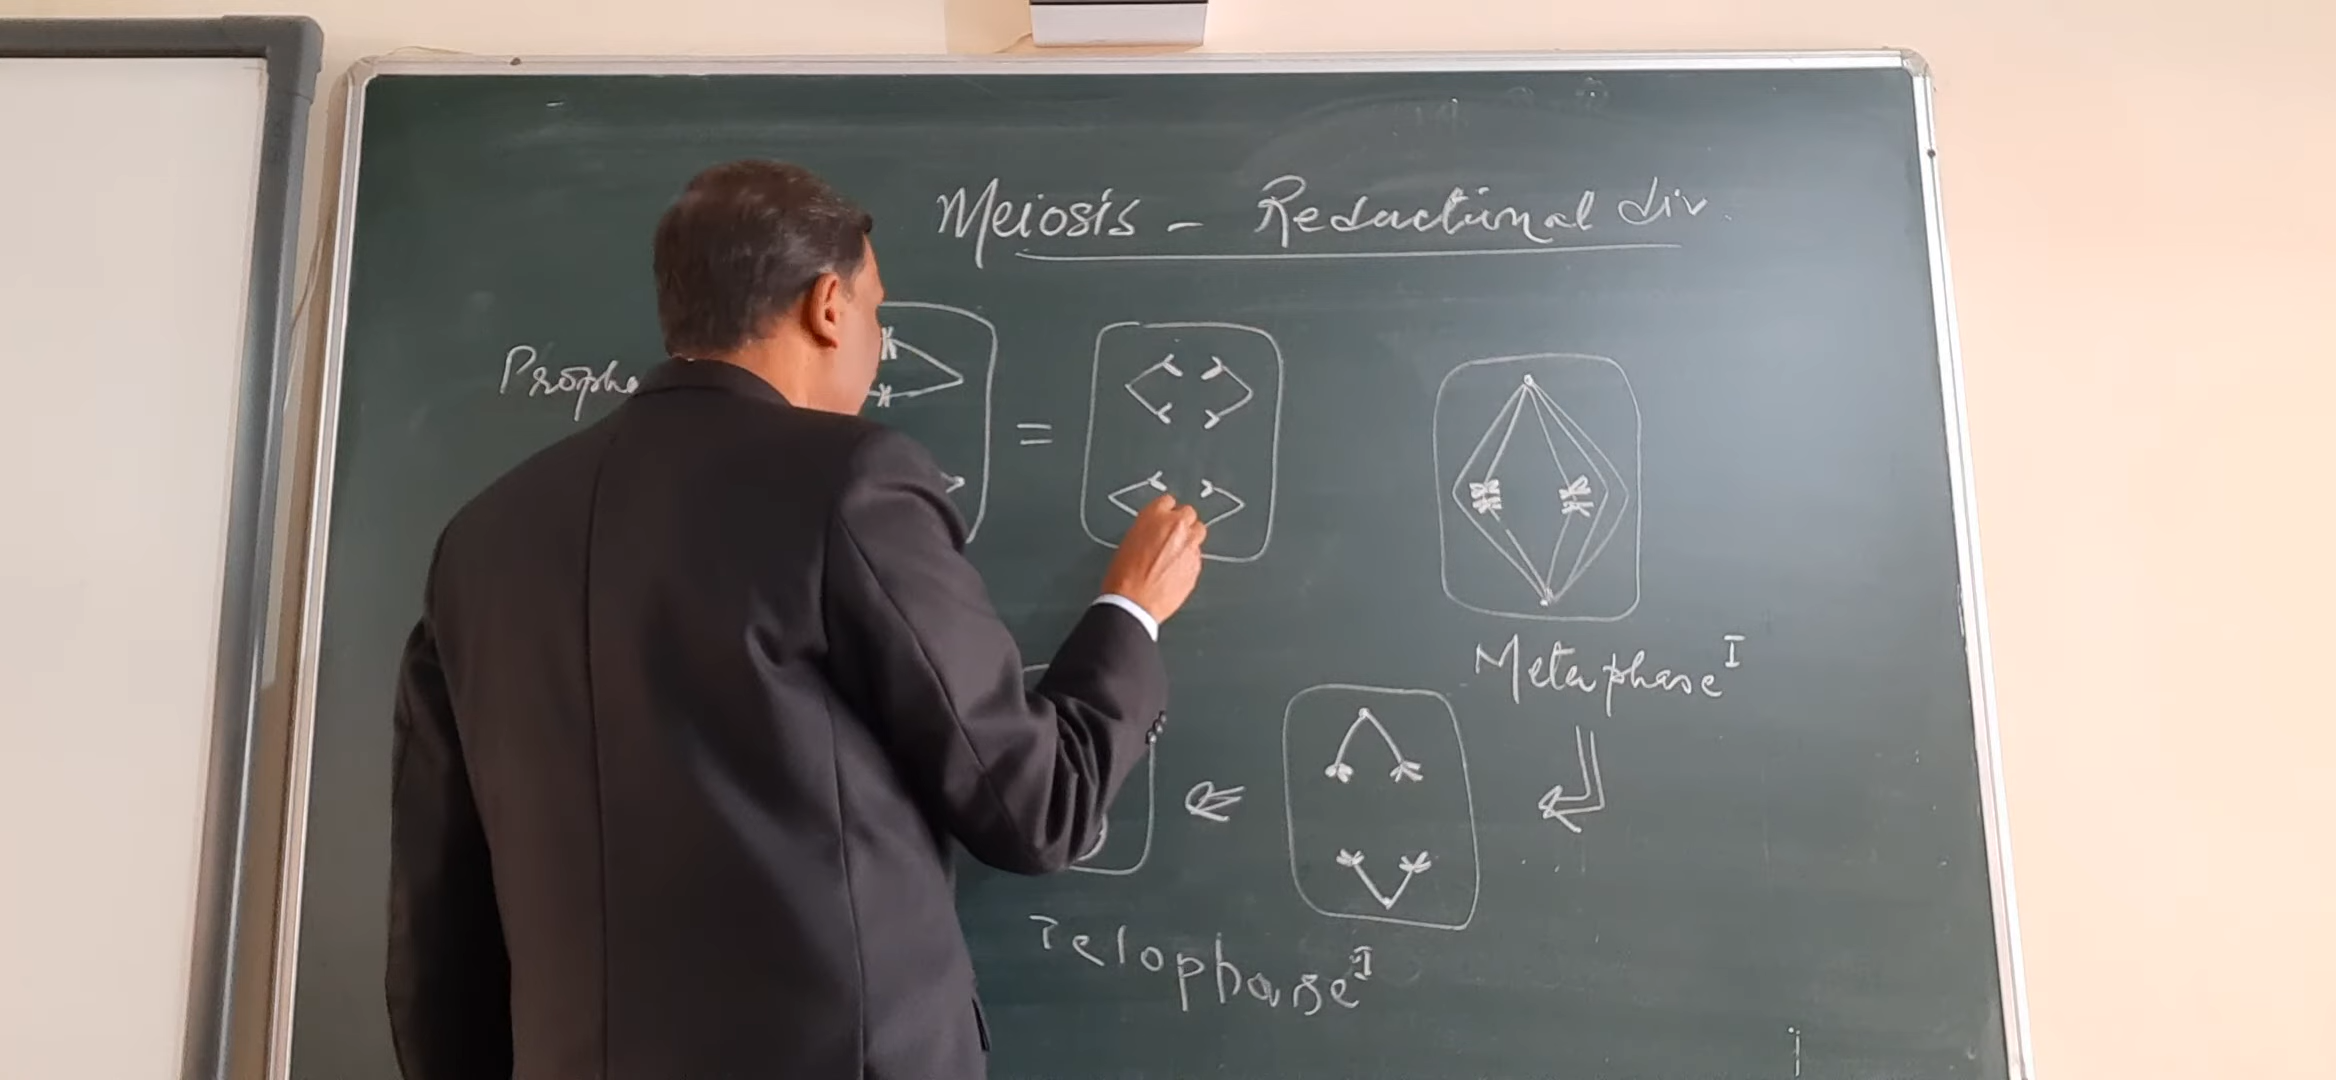 Meiosis - Reductional div.
Propha
=
Metaphase I
Telophase I